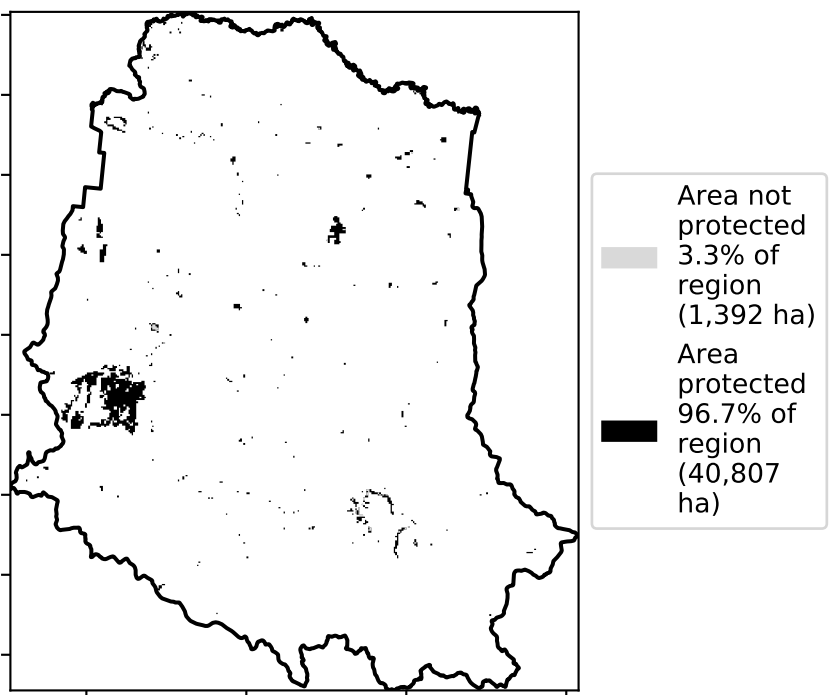 Area not
protected
3.3% of
region
(1,392 ha)
Area
protected
96.7% of
region
(40,807
ha)